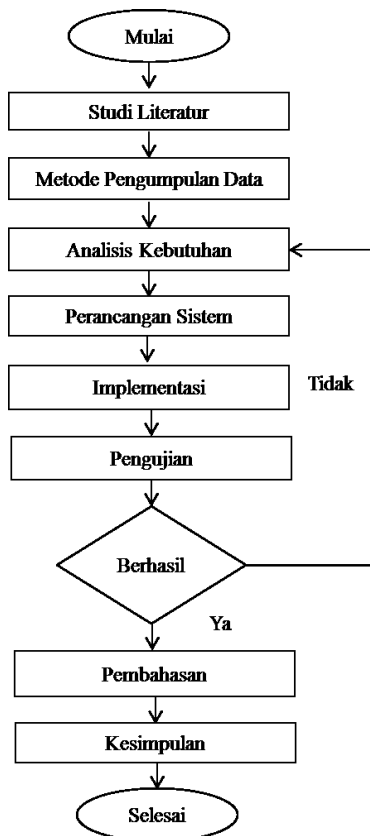 Mulai
Studi Literatur
Metode Pengumpulan Data
Analisis Kebutuhan
Perancangan Sistem
Implementasi
Tidak
Pengujian
Berhasil
Ya
Pembahasan
Kesimpulan
Selesai